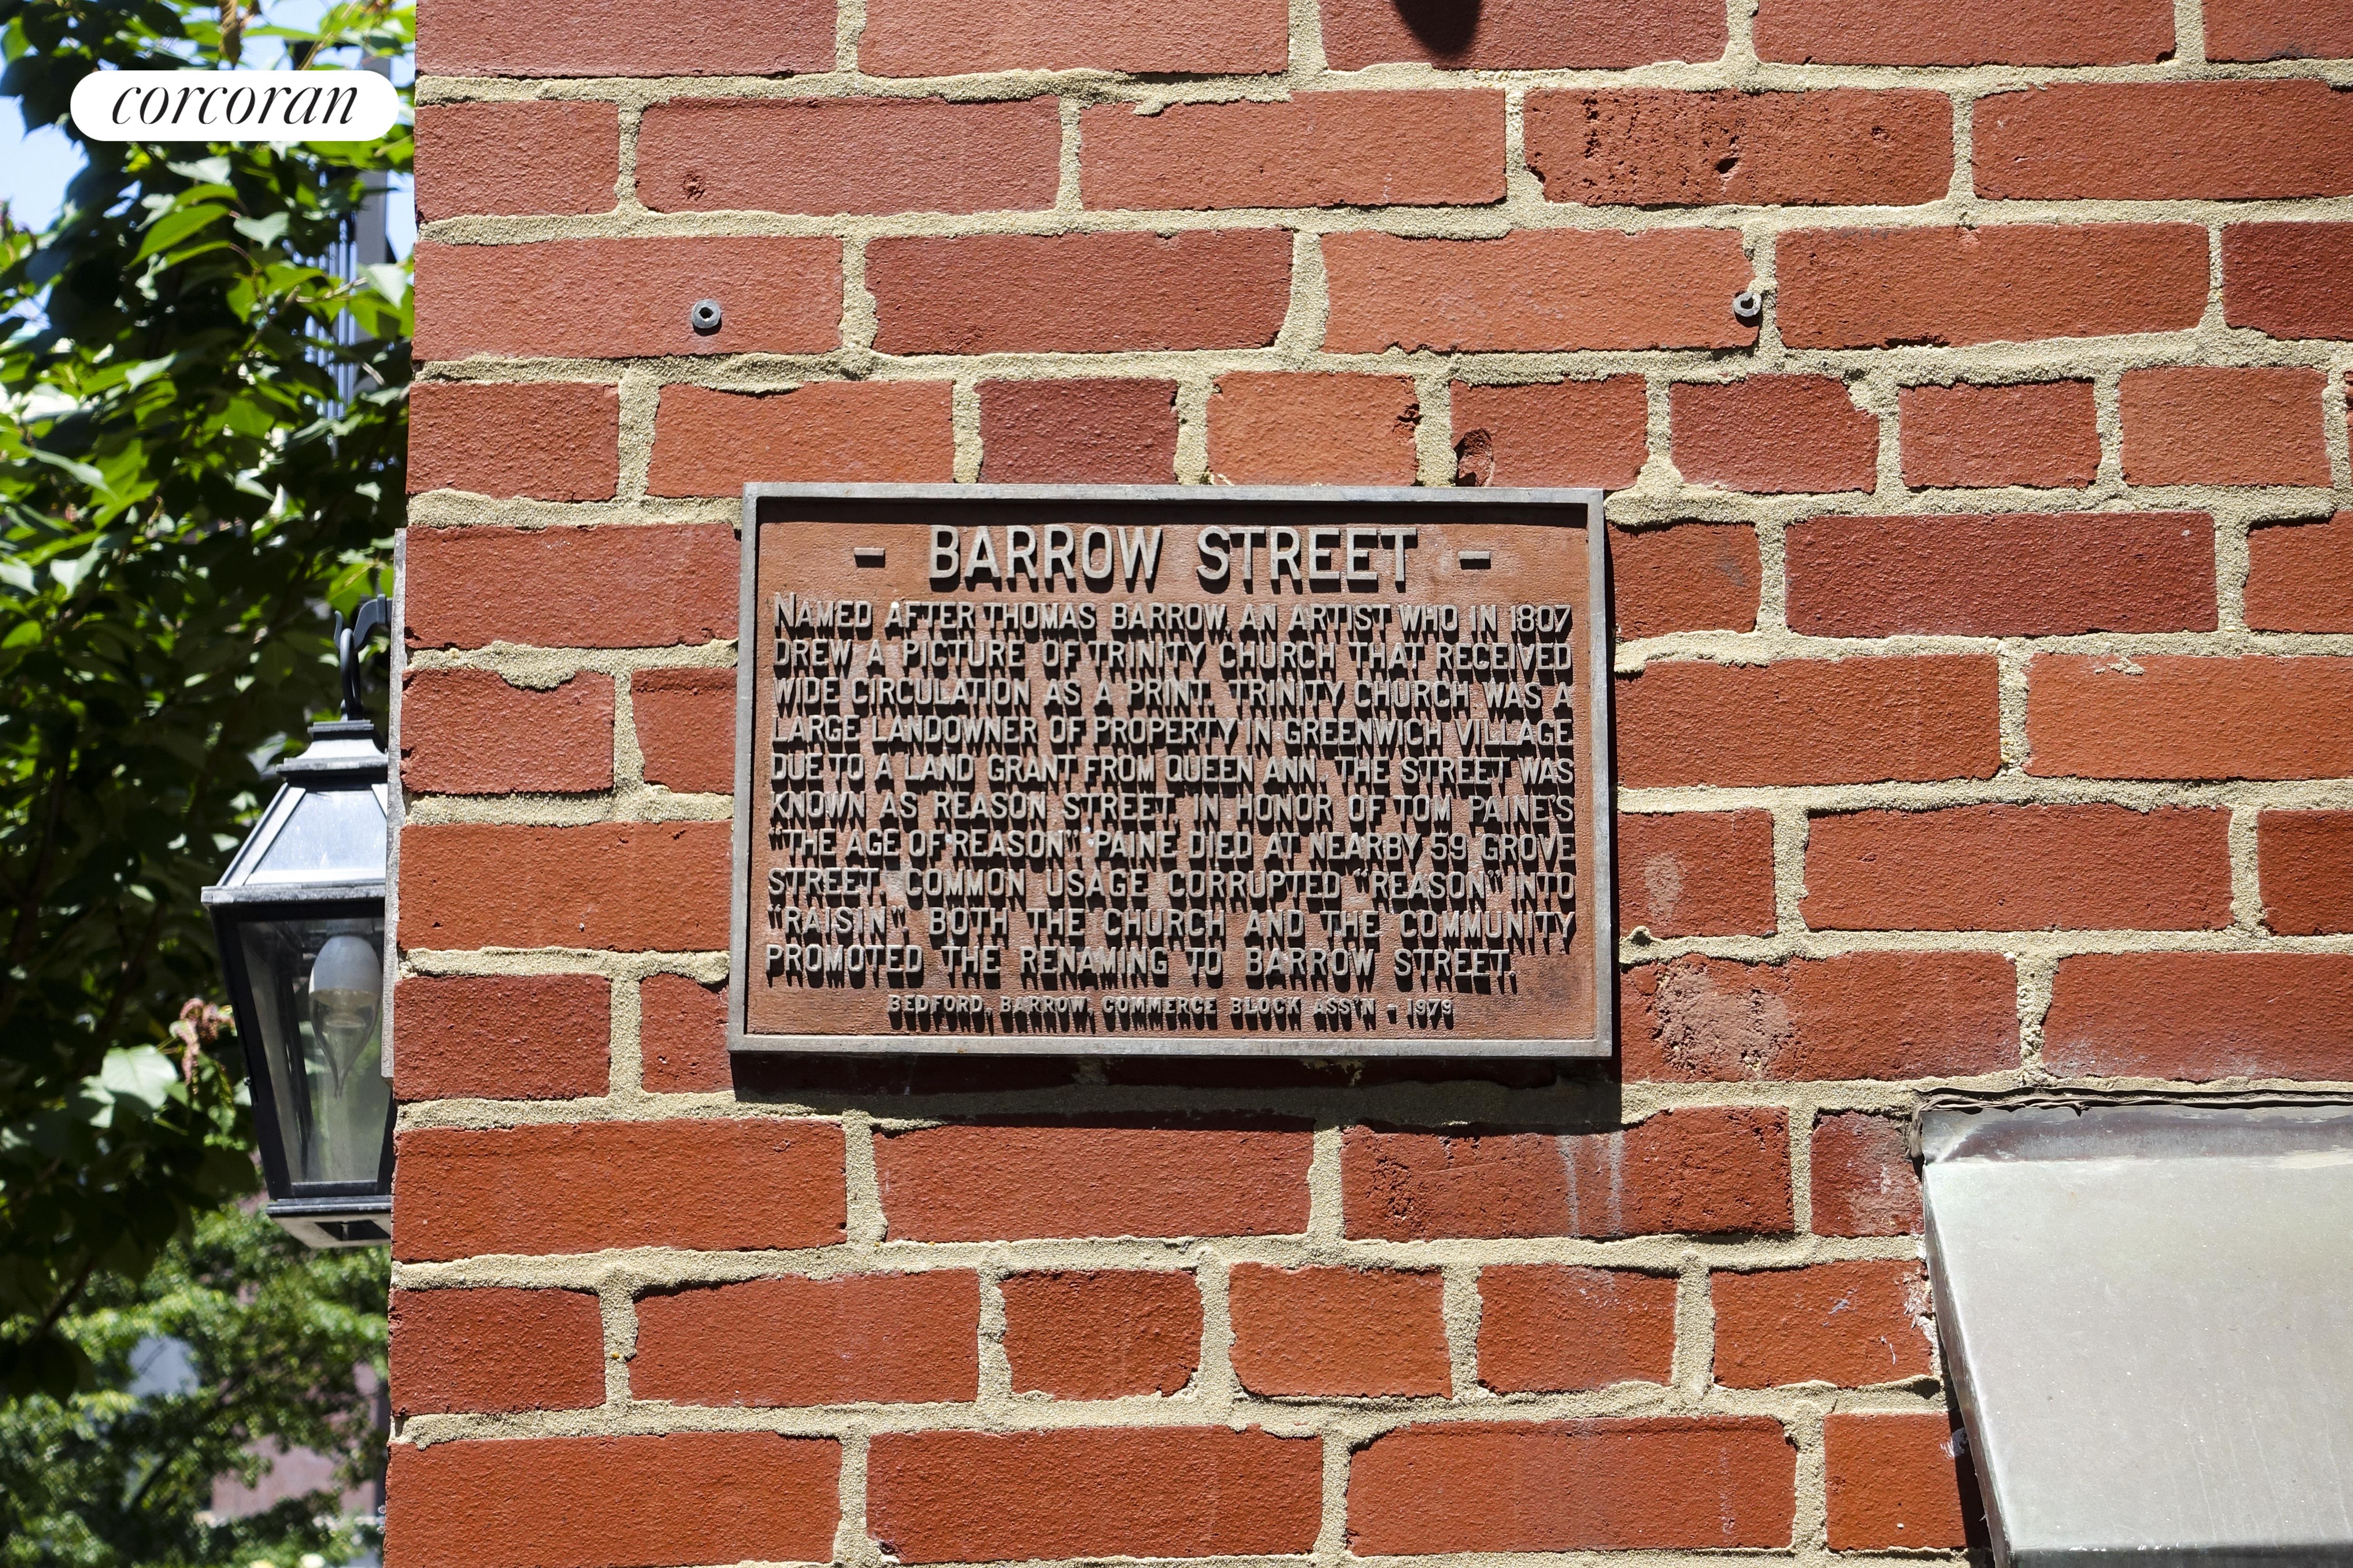 corcoran
- BARROW STREET -
NAMED AFTER THOMAS BARROW, AN ARTIST WHO IN 1807
DREW A PICTURE OF TRINITY CHURCH THAT RECEIVED
WIDE CIRCULATION AS A PRINT. TRINITY CHURCH WAS A
LARGE LANDOWNER OF PROPERTY IN GREENWICH VILLAGE
DUE TO A LAND GRANT FROM QUEEN ANN. THE STREET WAS
KNOWN AS REASON STREET, IN HONOR OF TOM PAINE'S
"THE AGE OF REASON". PAINE DIED AT NEARBY 59 GROVE
STREET. COMMON USAGE CORRUPTED "REASON" INTO
"RAISIN". BOTH THE CHURCH AND THE COMMUNITY
PROMOTED THE RENAMING TO BARROW STREET.
BEDFORD, BARROW, COMMERCE BLOCK ASS'N - 1979